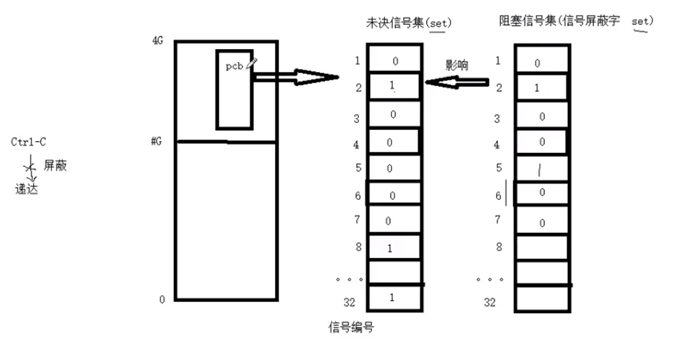 未决信号集(set)
阻塞信号集(信号屏蔽字 set)
4G
pcb
影响
#G
0
Ctrl-C
屏蔽
递达
1 0
2 1
3 0
4 0
5 0
6 0
7 0
8 1
。。。
32 1
信号编号
1 0
2 1
3 0
4 0
5 1
6 0
7 0
8
。。。
32